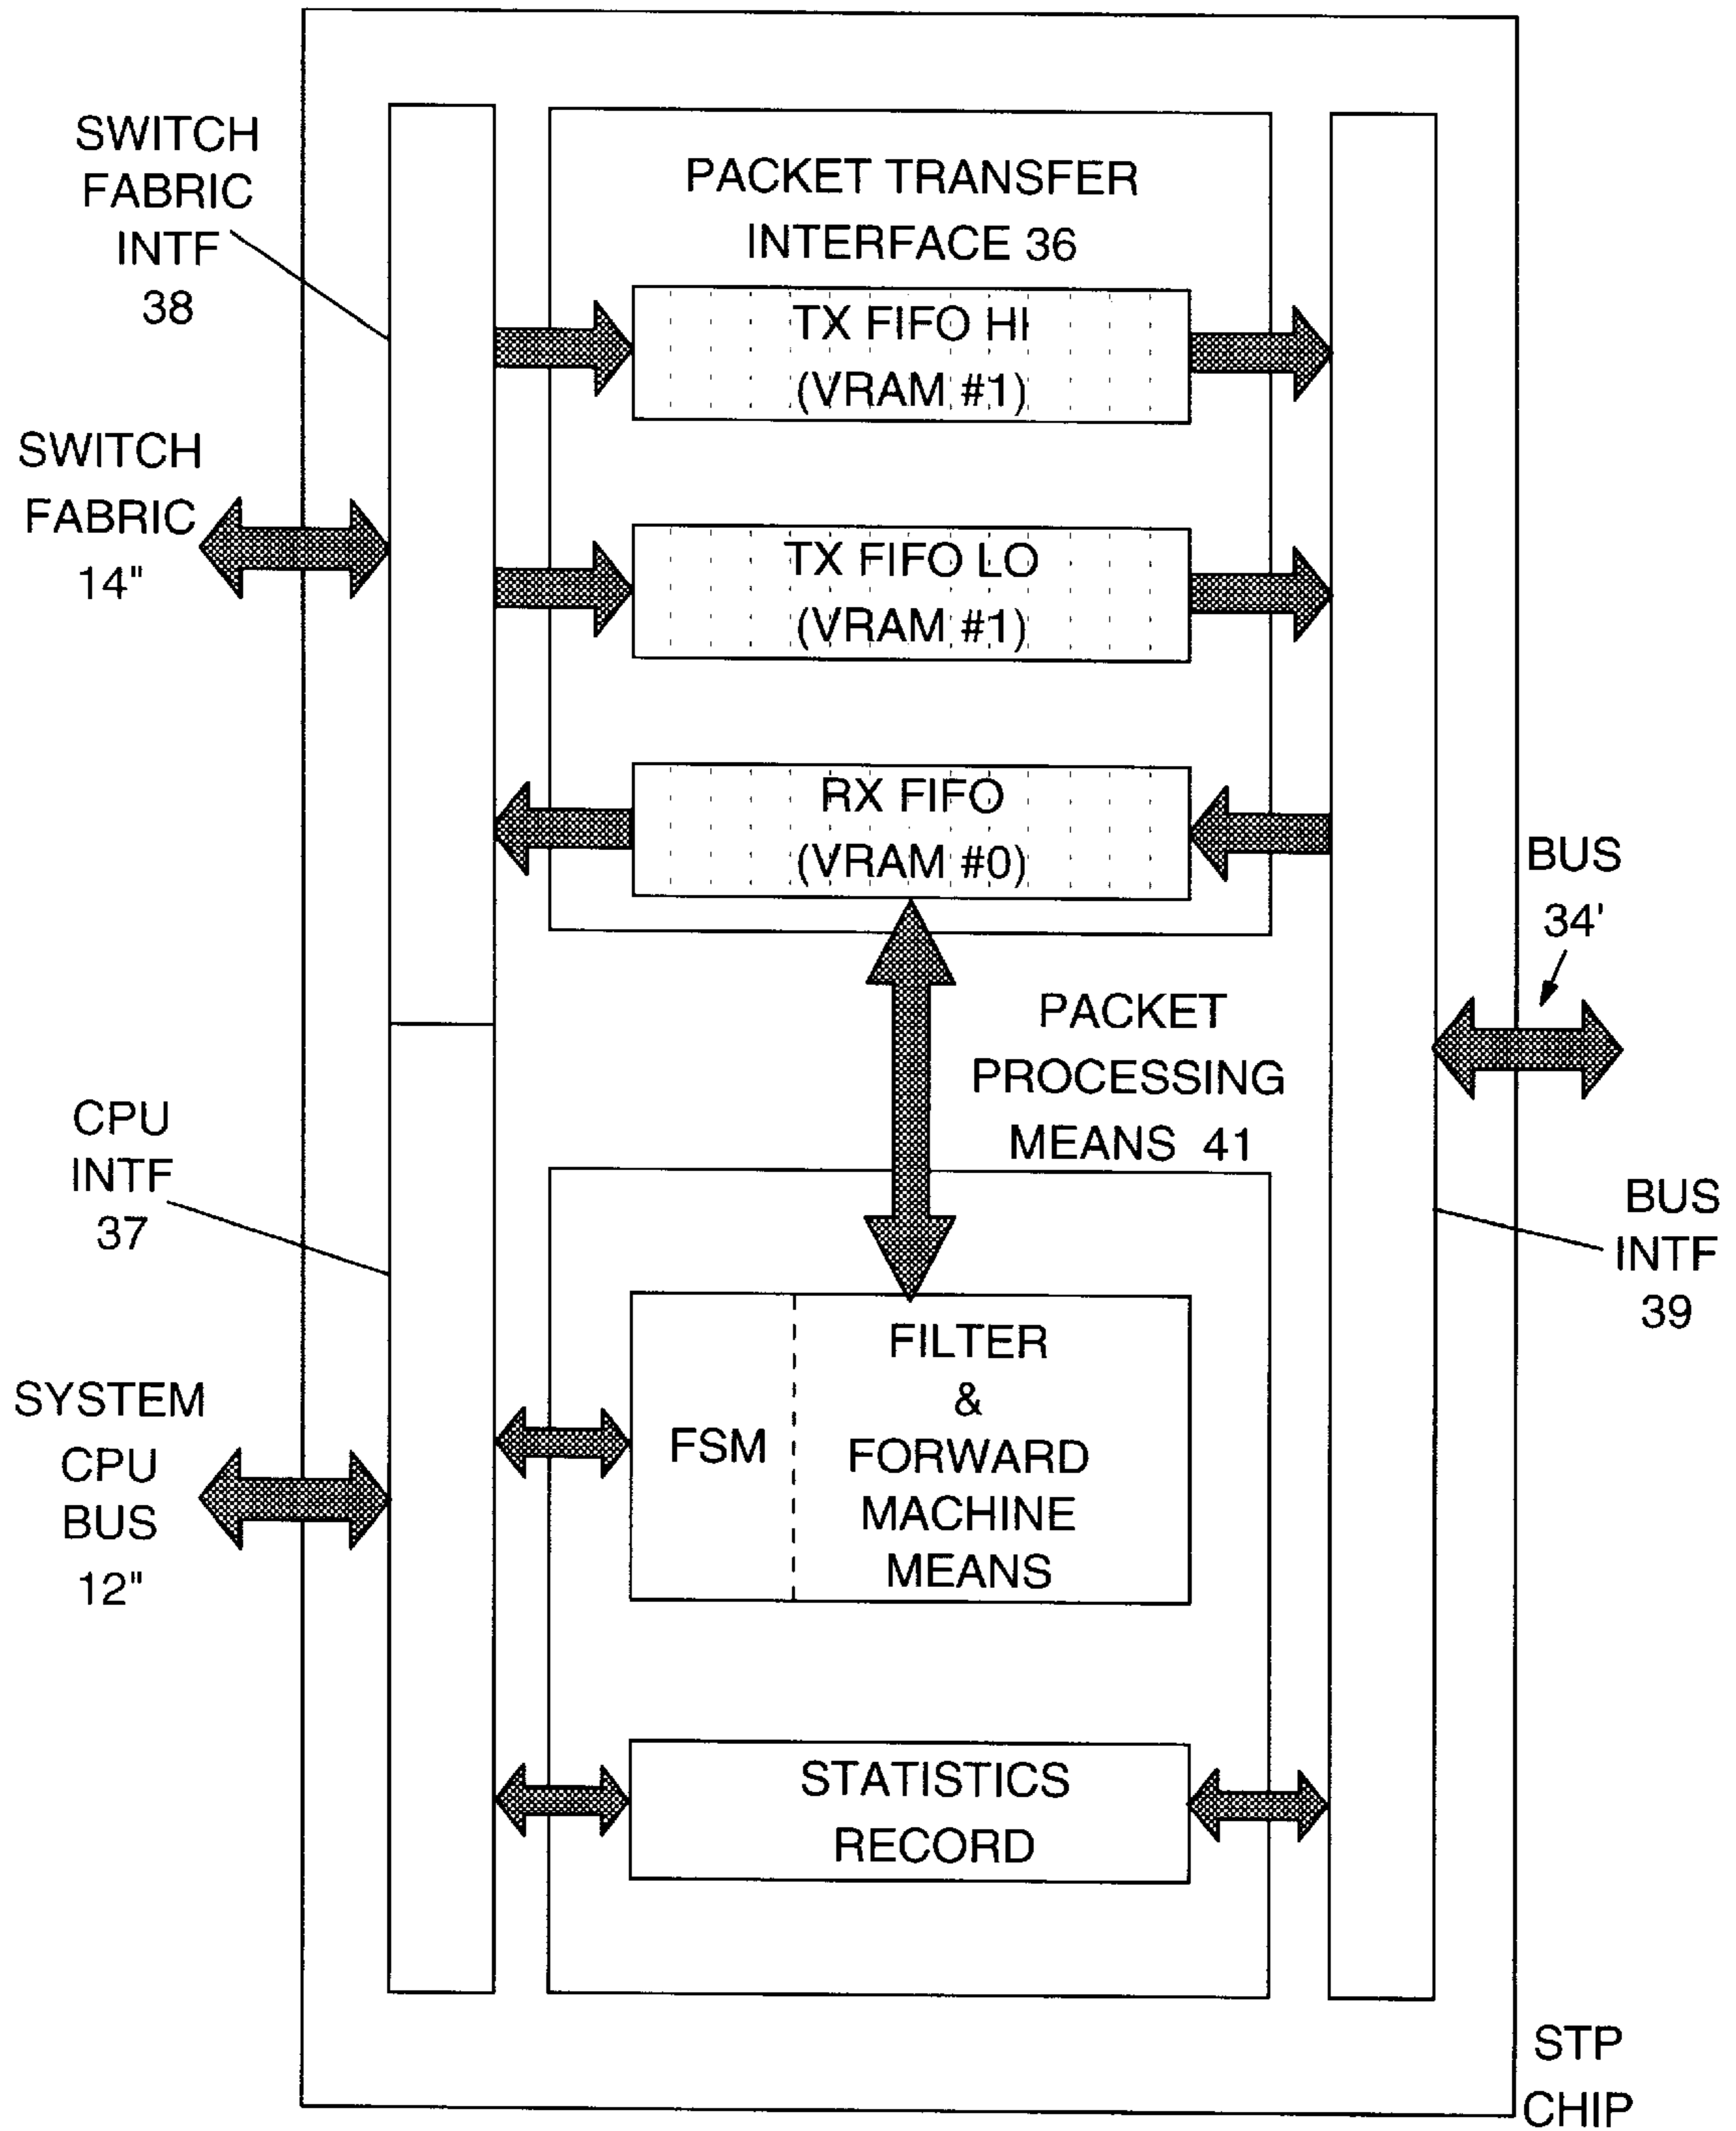 SWITCH
FABRIC
INTF
38
PACKET TRANSFER
INTERFACE 36
TX FIFO HI
(VRAM #1)
SWITCH
FABRIC
14"
TX FIFO LO
(VRAM #1)
RX FIFO
(VRAM #0)
BUS
34'
PACKET
PROCESSING
MEANS 41
CPU
INTF
37
BUS
INTF
39
SYSTEM
CPU
BUS
12"
FSM
FILTER
&
FORWARD
MACHINE
MEANS
STATISTICS
RECORD
STP
CHIP